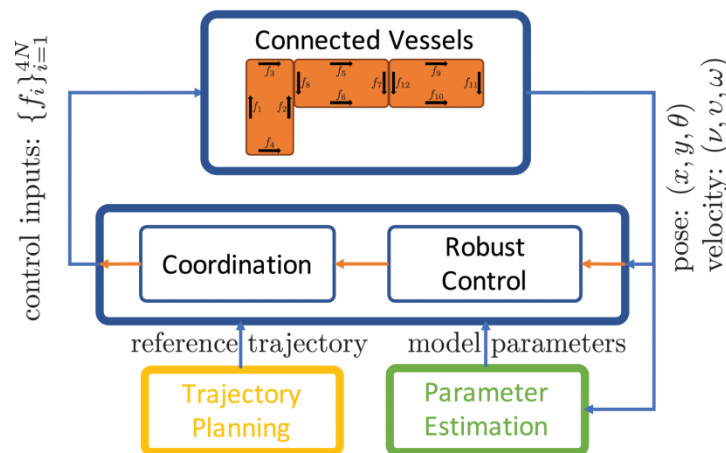 Connected Vessels
f₃ f₅ f₉
f₁ f₂ f₈ f₇ f₁₂ f₁₁
f₄ f₆ f₁₀
control inputs: {f_i}_{i=1}^{4N}
pose: (x, y, θ)
velocity: (ν, υ, ω)
Coordination
Robust
Control
reference trajectory
model parameters
Trajectory
Planning
Parameter
Estimation